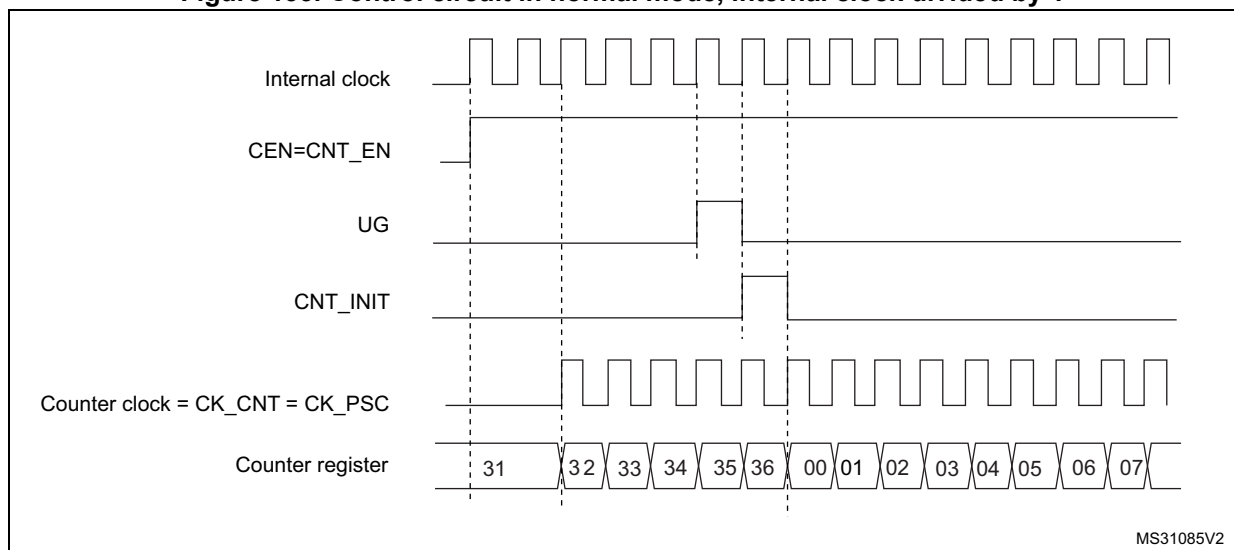 Internal clock
CEN=CNT_EN
UG
CNT_INIT
Counter clock = CK_CNT = CK_PSC
Counter register 31 32 33 34 35 36 00 01 02 03 04 05 06 07
MS31085V2